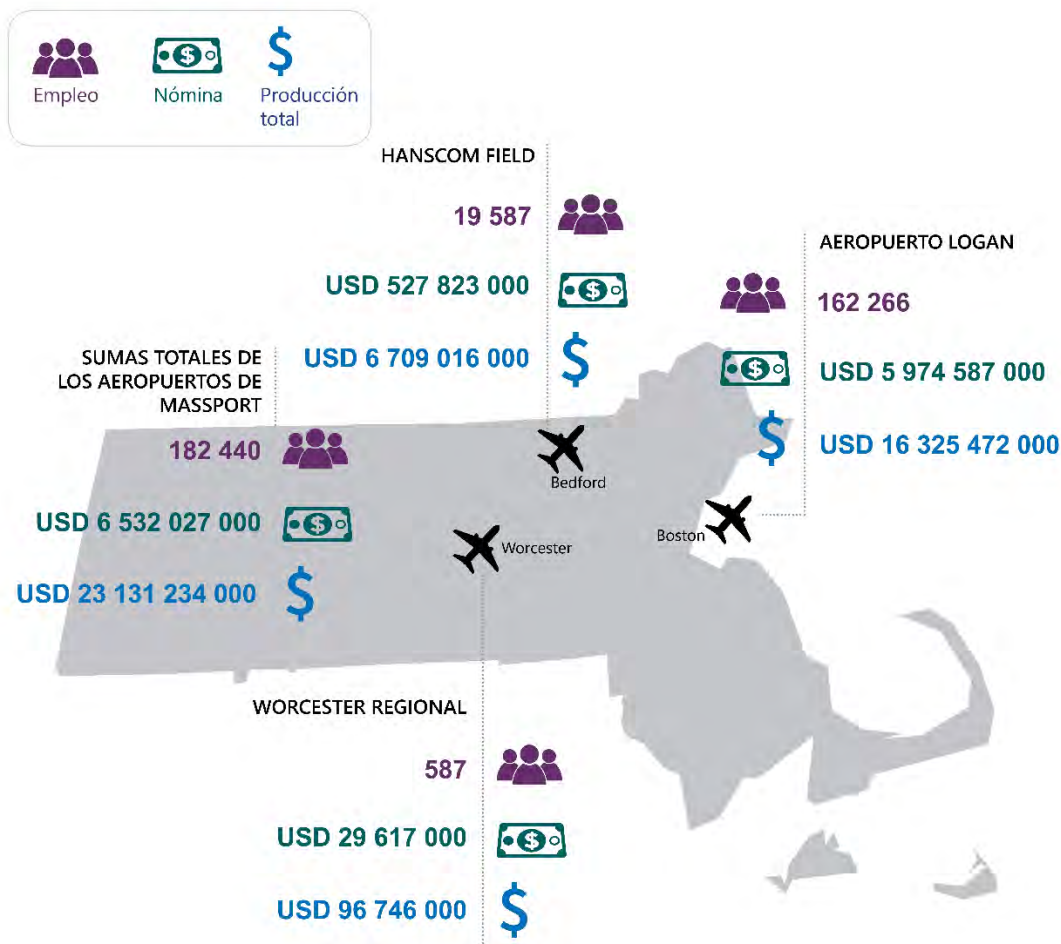 Empleo
Nómina
Producción
total
HANSCOM FIELD
19 587
USD 527 823 000
USD 6 709 016 000
AEROPUERTO LOGAN
162 266
USD 5 974 587 000
USD 16 325 472 000
SUMAS TOTALES DE
LOS AEROPUERTOS DE
MASSPORT
182 440
USD 6 532 027 000
USD 23 131 234 000
Bedford
Boston
Worcester
WORCESTER REGIONAL
587
USD 29 617 000
USD 96 746 000